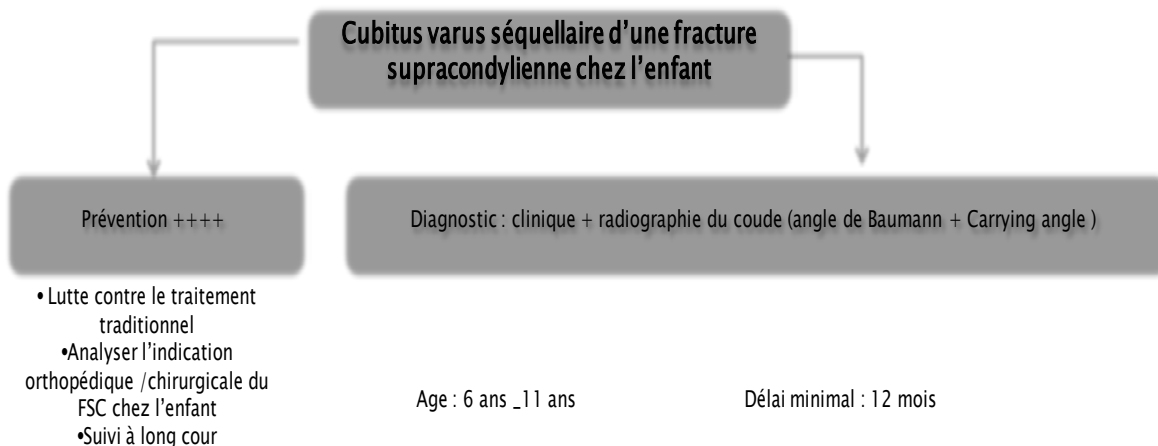 Cubitus varus séquellaire d’une fracture
supracondylienne chez l’enfant
Prévention ++++
Diagnostic : clinique + radiographie du coude (angle de Baumann + Carrying angle )
• Lutte contre le traitement
traditionnel
•Analyser l’indication
orthopédique /chirurgicale du
FSC chez l’enfant
•Suivi à long cour
Age : 6 ans _11 ans
Délai minimal : 12 mois